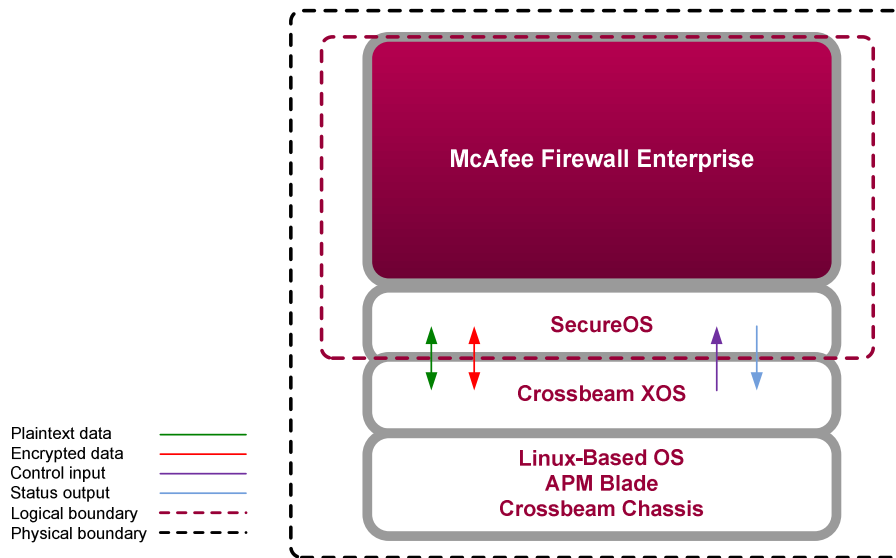 McAfee Firewall Enterprise
SecureOS
Crossbeam XOS
Linux-Based OS
APM Blade
Crossbeam Chassis
Plaintext data
Encrypted data
Control input
Status output
Logical boundary
Physical boundary